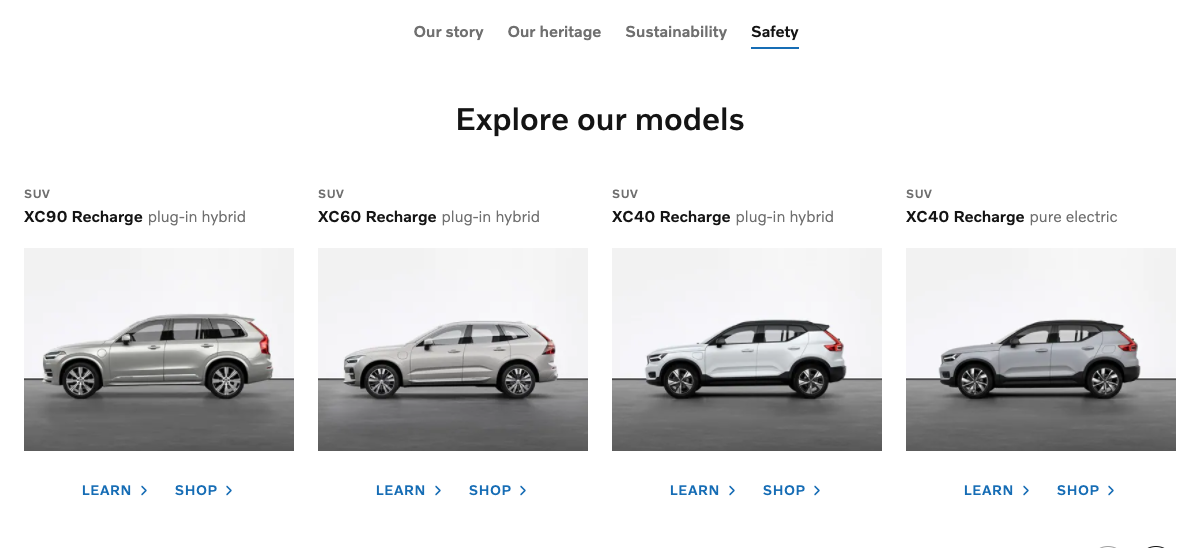 Our story Our heritage Sustainability Safety
Explore our models
SUV
XC90 Recharge plug-in hybrid
LEARN SHOP
SUV
XC60 Recharge plug-in hybrid
LEARN SHOP
SUV
XC40 Recharge plug-in hybrid
LEARN SHOP
SUV
XC40 Recharge pure electric
LEARN SHOP